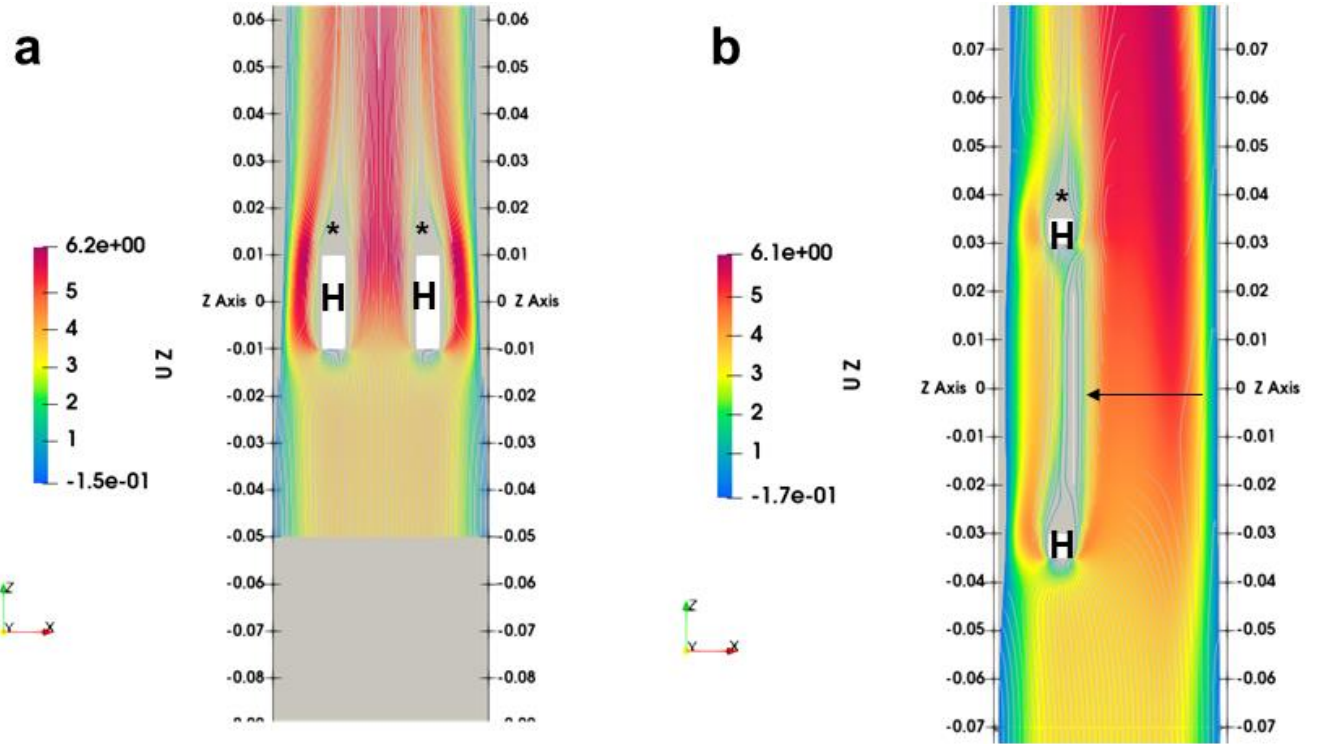 a
0.06 0.06
0.05 0.05
0.04 0.04
0.03 0.03
0.02 0.02
* *
0.01 0.01
H H
Z Axis 0 0 Z Axis
-0.01 -0.01
-0.02 -0.02
-0.03 -0.03
-0.04 -0.04
-0.05 -0.05
-0.06 -0.06
-0.07 -0.07
-0.08 -0.08
6.2e+00
5
4
3
2
1
-1.5e-01
U Z
Z
Y X
b
0.07 0.07
0.06 0.06
0.05 0.05
0.04 0.04
*
H
0.03 0.03
0.02 0.02
0.01 0.01
Z Axis 0 0 Z Axis
-0.01 -0.01
-0.02 -0.02
-0.03 -0.03
H
-0.04 -0.04
-0.05 -0.05
-0.06 -0.06
-0.07 -0.07
6.1e+00
5
4
3
2
1
-1.7e-01
U Z
Z
Y X